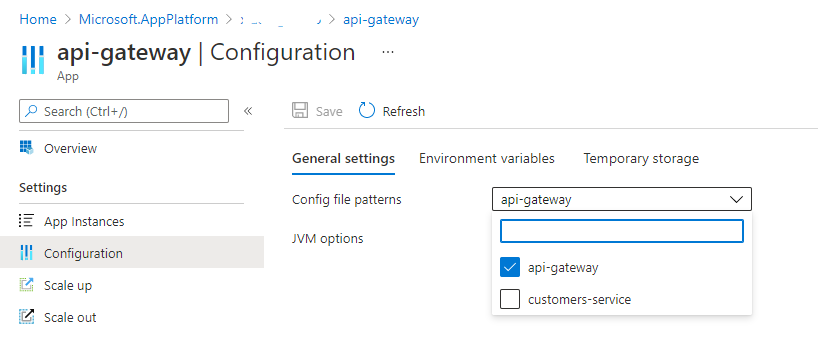 Home > Microsoft.AppPlatform > > api-gateway
api-gateway | Configuration ...
App
Search (Ctrl+/) «
Save Refresh
Overview
General settings Environment variables Temporary storage
Settings
Config file patterns api-gateway
App Instances
JVM options
Configuration
api-gateway
Scale up
customers-service
Scale out